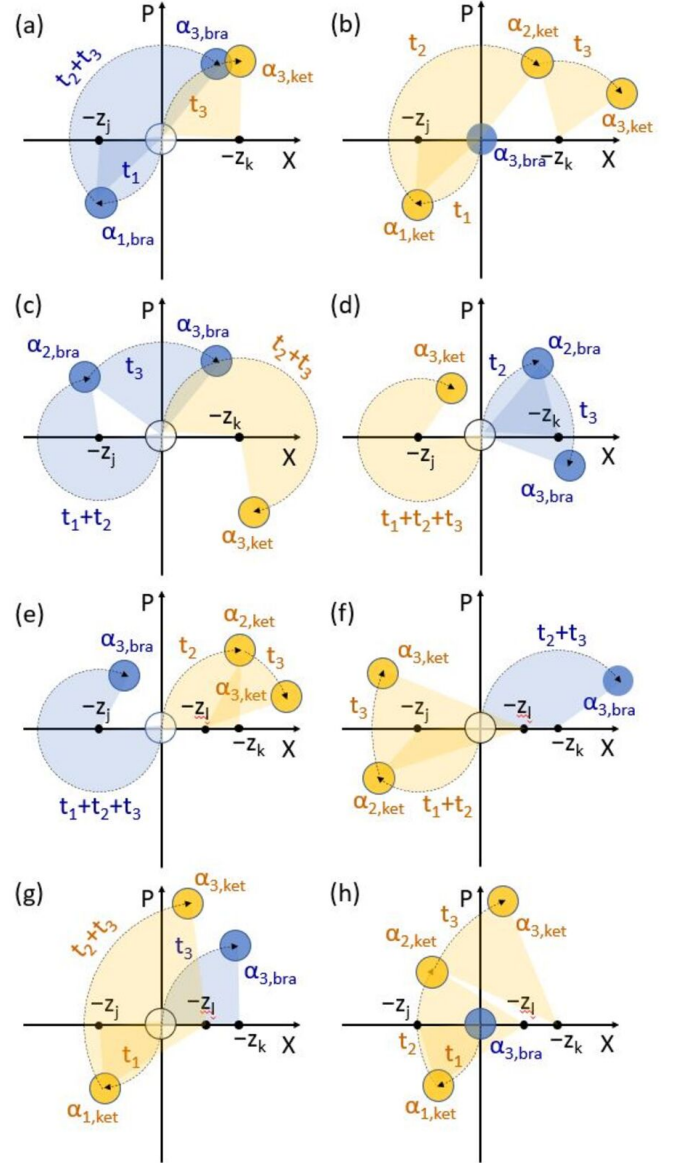 (a)
P
α3,bra
t2+t3
α3,ket
t3
−zj
−zk
X
t1
α1,bra
(b)
P
α2,ket
t2
t3
α3,ket
−zj
−zk
X
α3,bra
t1
α1,ket
(c)
P
α3,bra
α2,bra
t3
t2+t3
−zk
−zj
X
t1+t2
α3,ket
(d)
P
α2,bra
α3,ket
t2
−zk
t3
−zj
X
α3,bra
t1+t2+t3
(e)
P
α2,ket
α3,bra
t2
t3
α3,ket
−zj
−zl
−zk
X
t1+t2+t3
(f)
P
t2+t3
α3,ket
t3
−zj
−zl
α3,bra
−zk
X
α2,ket
t1+t2
(g)
P
α3,ket
t2+t3
t3
α3,bra
−zj
−zl
−zk
X
t1
α1,ket
(h)
P
t3
α3,ket
α2,ket
−zj
−zl
−zk
X
t2
t1
α3,bra
α1,ket